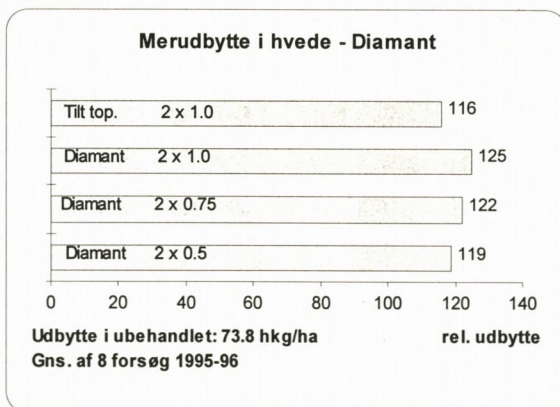 Merudbytte i hvede - Diamant
Tilt top. 2 x 1.0 116
Diamant 2 x 1.0 125
Diamant 2 x 0.75 122
Diamant 2 x 0.5 119
0 20 40 60 80 100 120 140
Udbytte i ubehandlet: 73.8 hkg/ha rel. udbytte
Gns. af 8 forsøg 1995-96